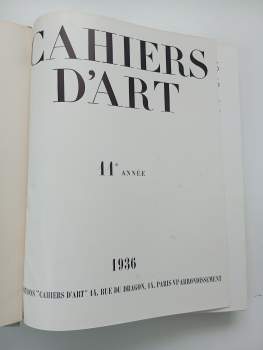 CAHIERS
D'ART
11e ANNÉE
1936
"CAHIERS D'ART" 14, RUE DU DRAGON, 14, PARIS VIe ARRONDISSEMENT